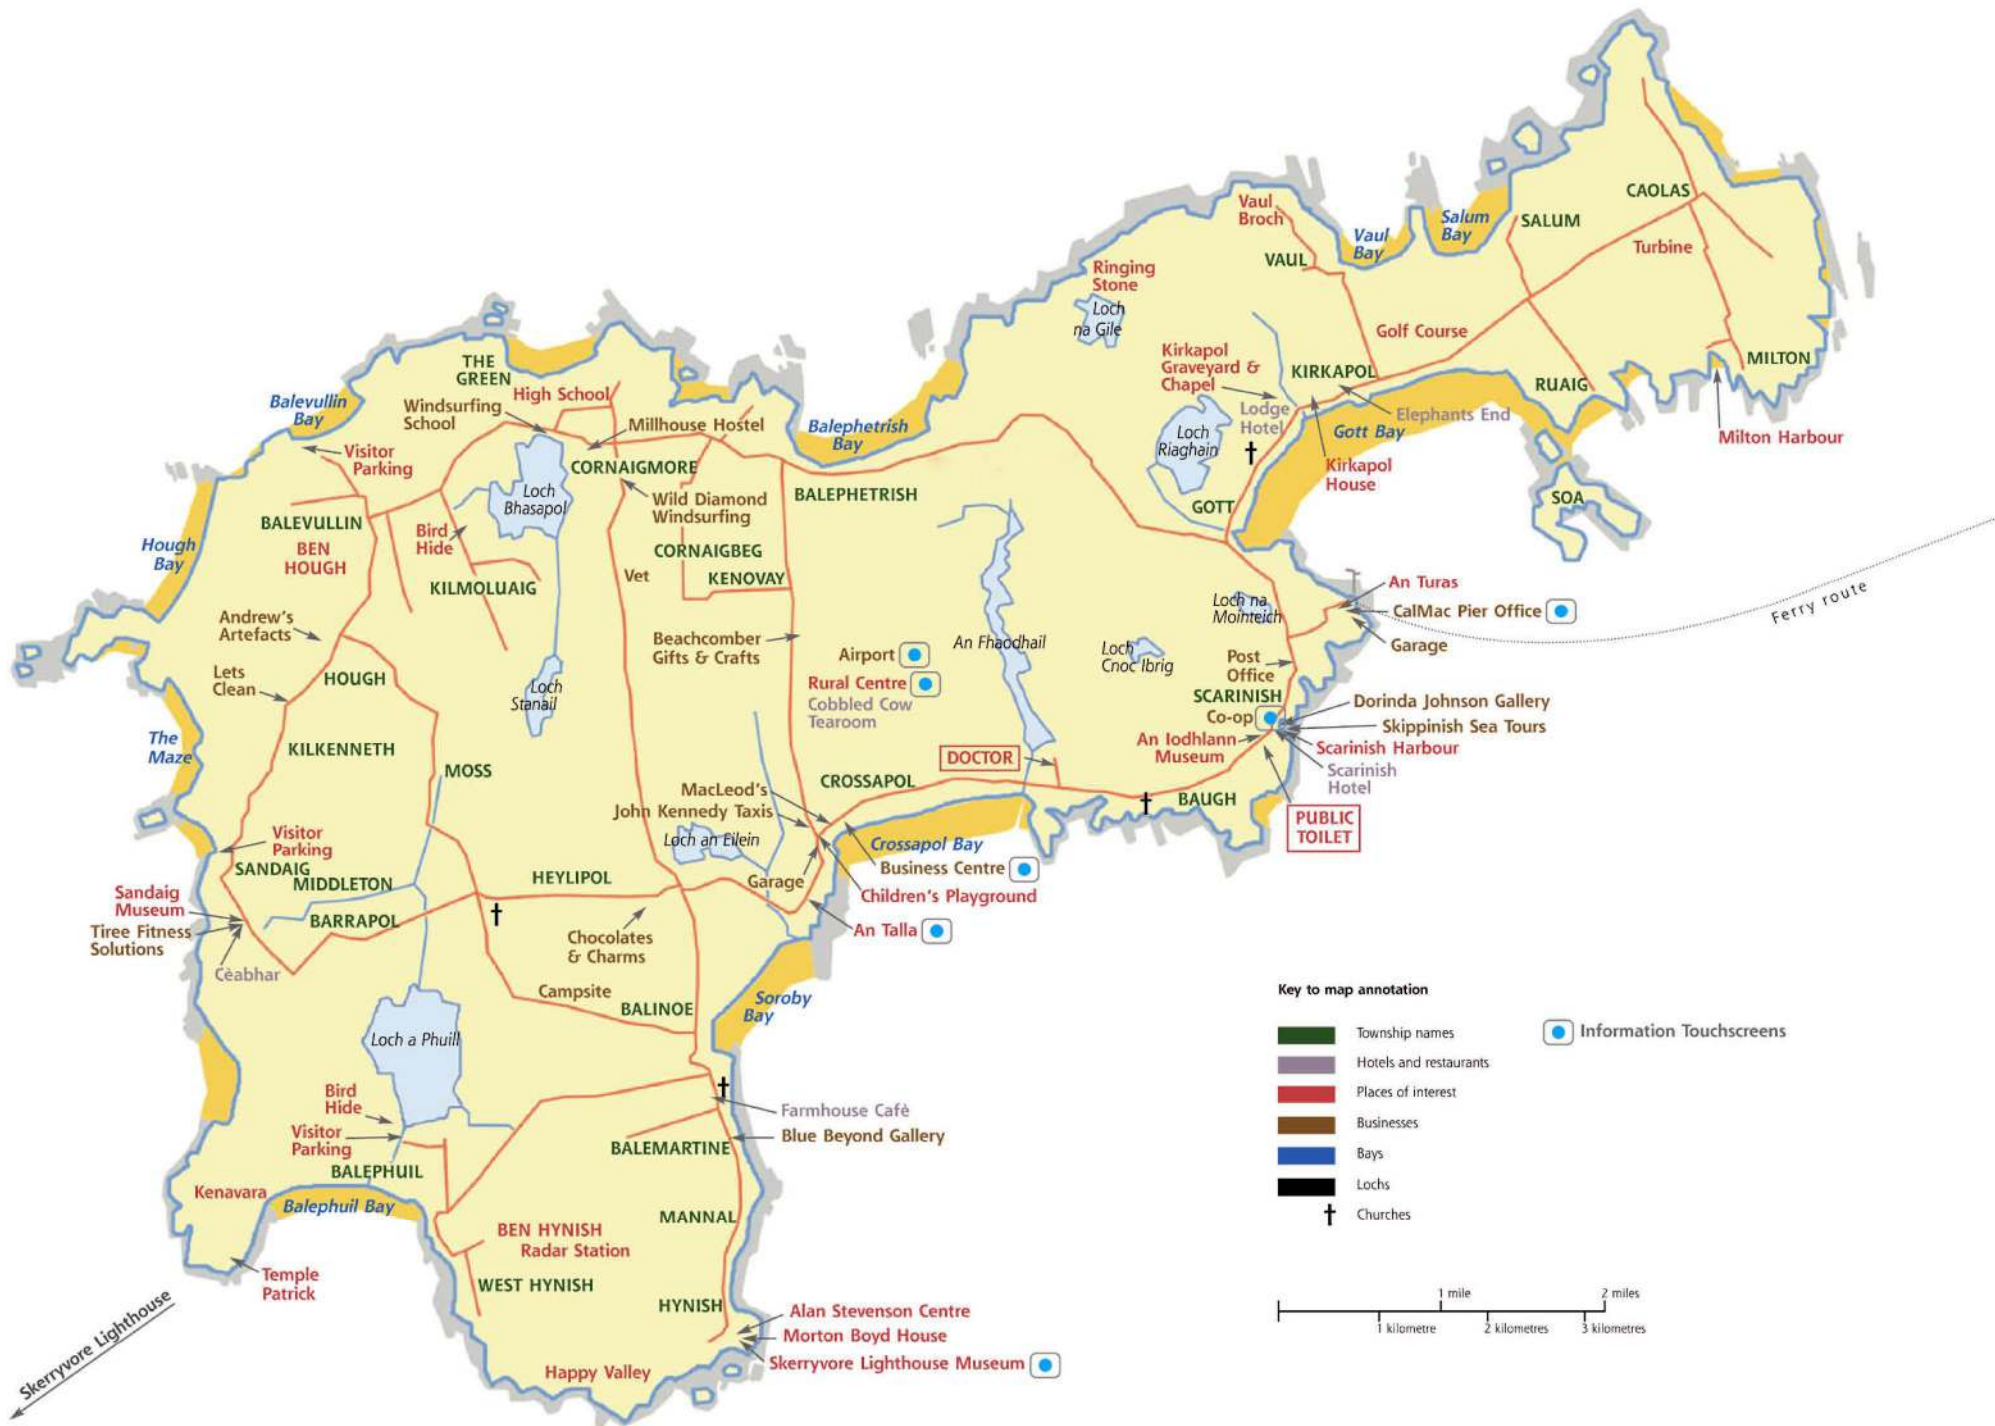 CAOLAS
SALUM
Turbine
Salum
Bay
Vaul
Bay
Vaul
Broch
VAUL
Ringing
Stone
Loch
na Gile
Golf Course
Kirkapol
Graveyard &
Chapel
KIRKAPOL
RUAIG
MILTON
Lodge
Hotel
Elephants End
Gott Bay
Milton Harbour
Loch
Riaghain
Kirkapol
House
GOTT
SOA
THE
GREEN
High School
Balevullin
Bay
Windsurfing
School
Millhouse Hostel
Balephetrish
Bay
Visitor
Parking
CORNAIGMORE
BALEPHETRISH
Loch
Bhasapol
Wild Diamond
Windsurfing
BALEVULLIN
BEN
HOUGH
Bird
Hide
Hough
Bay
CORNAIGBEG
KENOVAY
Vet
KILMOLUAIG
An Turas
CalMac Pier Office
Garage
Ferry route
Loch na
Mointeich
Andrew's
Artefacts
Beachcomber
Gifts & Crafts
Airport
Rural Centre
Cobbled Cow
Tearoom
An Fhaodhail
Loch
Cnoc Ibrig
Post
Office
SCARINISH
Co-op
Dorinda Johnson Gallery
Skippinish Sea Tours
Scarinish Harbour
Scarinish
Hotel
An Iodhlann
Museum
Lets
Clean
HOUGH
Loch
Stanail
The
Maze
KILKENNETH
MOSS
DOCTOR
CROSSAPOL
BAUGH
PUBLIC
TOILET
MacLeod's
John Kennedy Taxis
Loch an Eilein
Crossapol Bay
Business Centre
Garage
Children's Playground
An Talla
Visitor
Parking
SANDAIG
MIDDLETON
HEYLIPOL
Sandaig
Museum
BARRAPOL
Tiree Fitness
Solutions
Cèabhar
Chocolates
& Charms
Campsite
BALINOE
Soroby
Bay
Loch a Phuill
Bird
Hide
Visitor
Parking
Farmhouse Cafè
Blue Beyond Gallery
BALEMARTINE
BALEPHUIL
Kenavara
Balephuil Bay
MANNAL
BEN HYNISH
Radar Station
Temple
Patrick
WEST HYNISH
HYNISH
Alan Stevenson Centre
Morton Boyd House
Skerryvore Lighthouse Museum
Happy Valley
Skerryvore Lighthouse
Key to map annotation
Township names
Information Touchscreens
Hotels and restaurants
Places of interest
Businesses
Bays
Lochs
Churches
1 mile
2 miles
1 kilometre
2 kilometres
3 kilometres